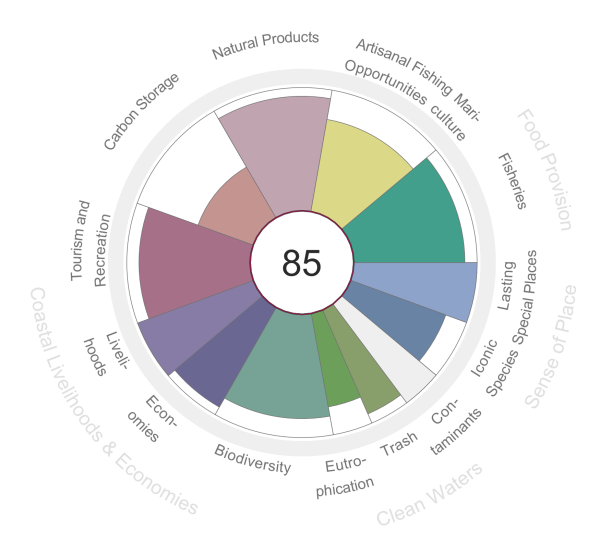 Natural Products
Artisanal Fishing
Opportunities
Mari-
culture
Fisheries
Food Provision
Lasting
Special Places
Iconic
Species
Sense of Place
Con-
taminants
Trash
Eutro-
phication
Clean Waters
Biodiversity
Econ-
omies
Liveli-
hoods
Coastal Livelihoods & Economies
Tourism and
Recreation
Carbon Storage
85